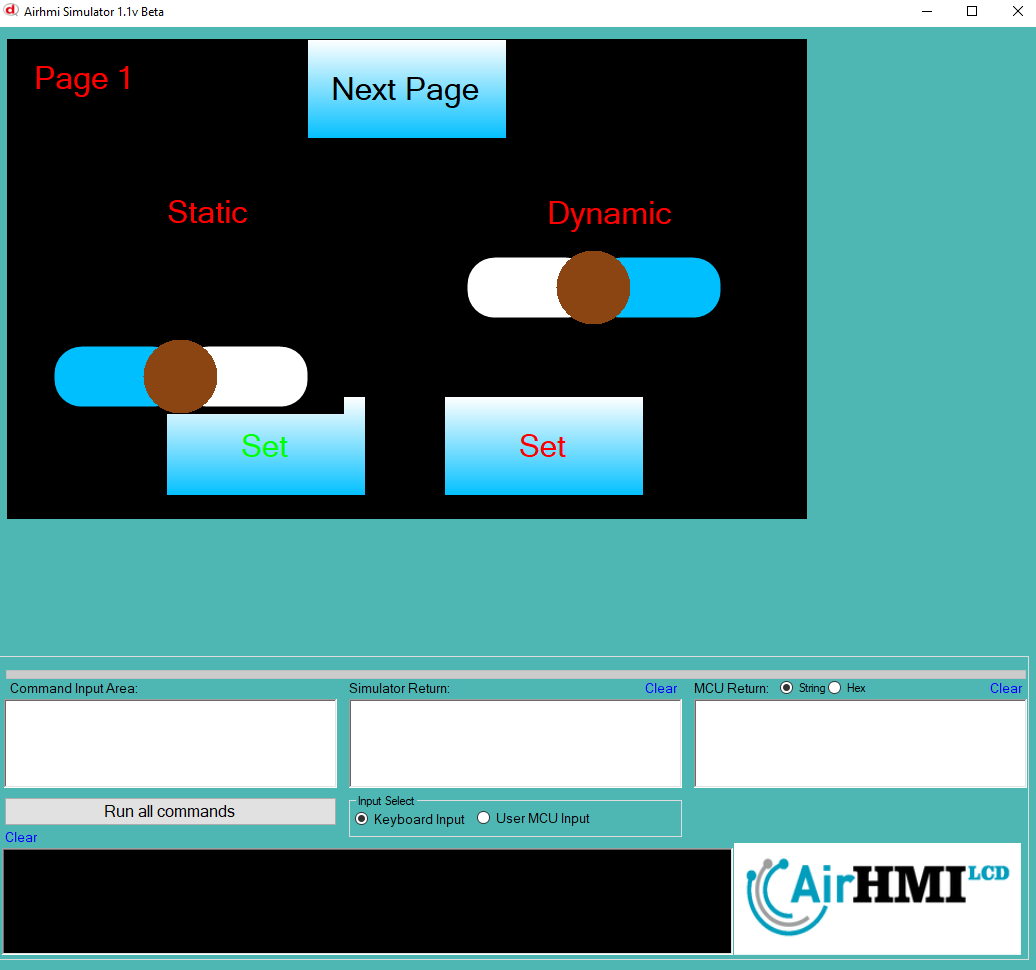 Airhmi Simulator 1.1v Beta
Page 1
Next Page
Static
Dynamic
Set
Set
Command Input Area:
Simulator Return:
Clear
MCU Return:
String
Hex
Clear
Run all commands
Input Select
Keyboard Input
User MCU Input
Clear
AirHMI LCD